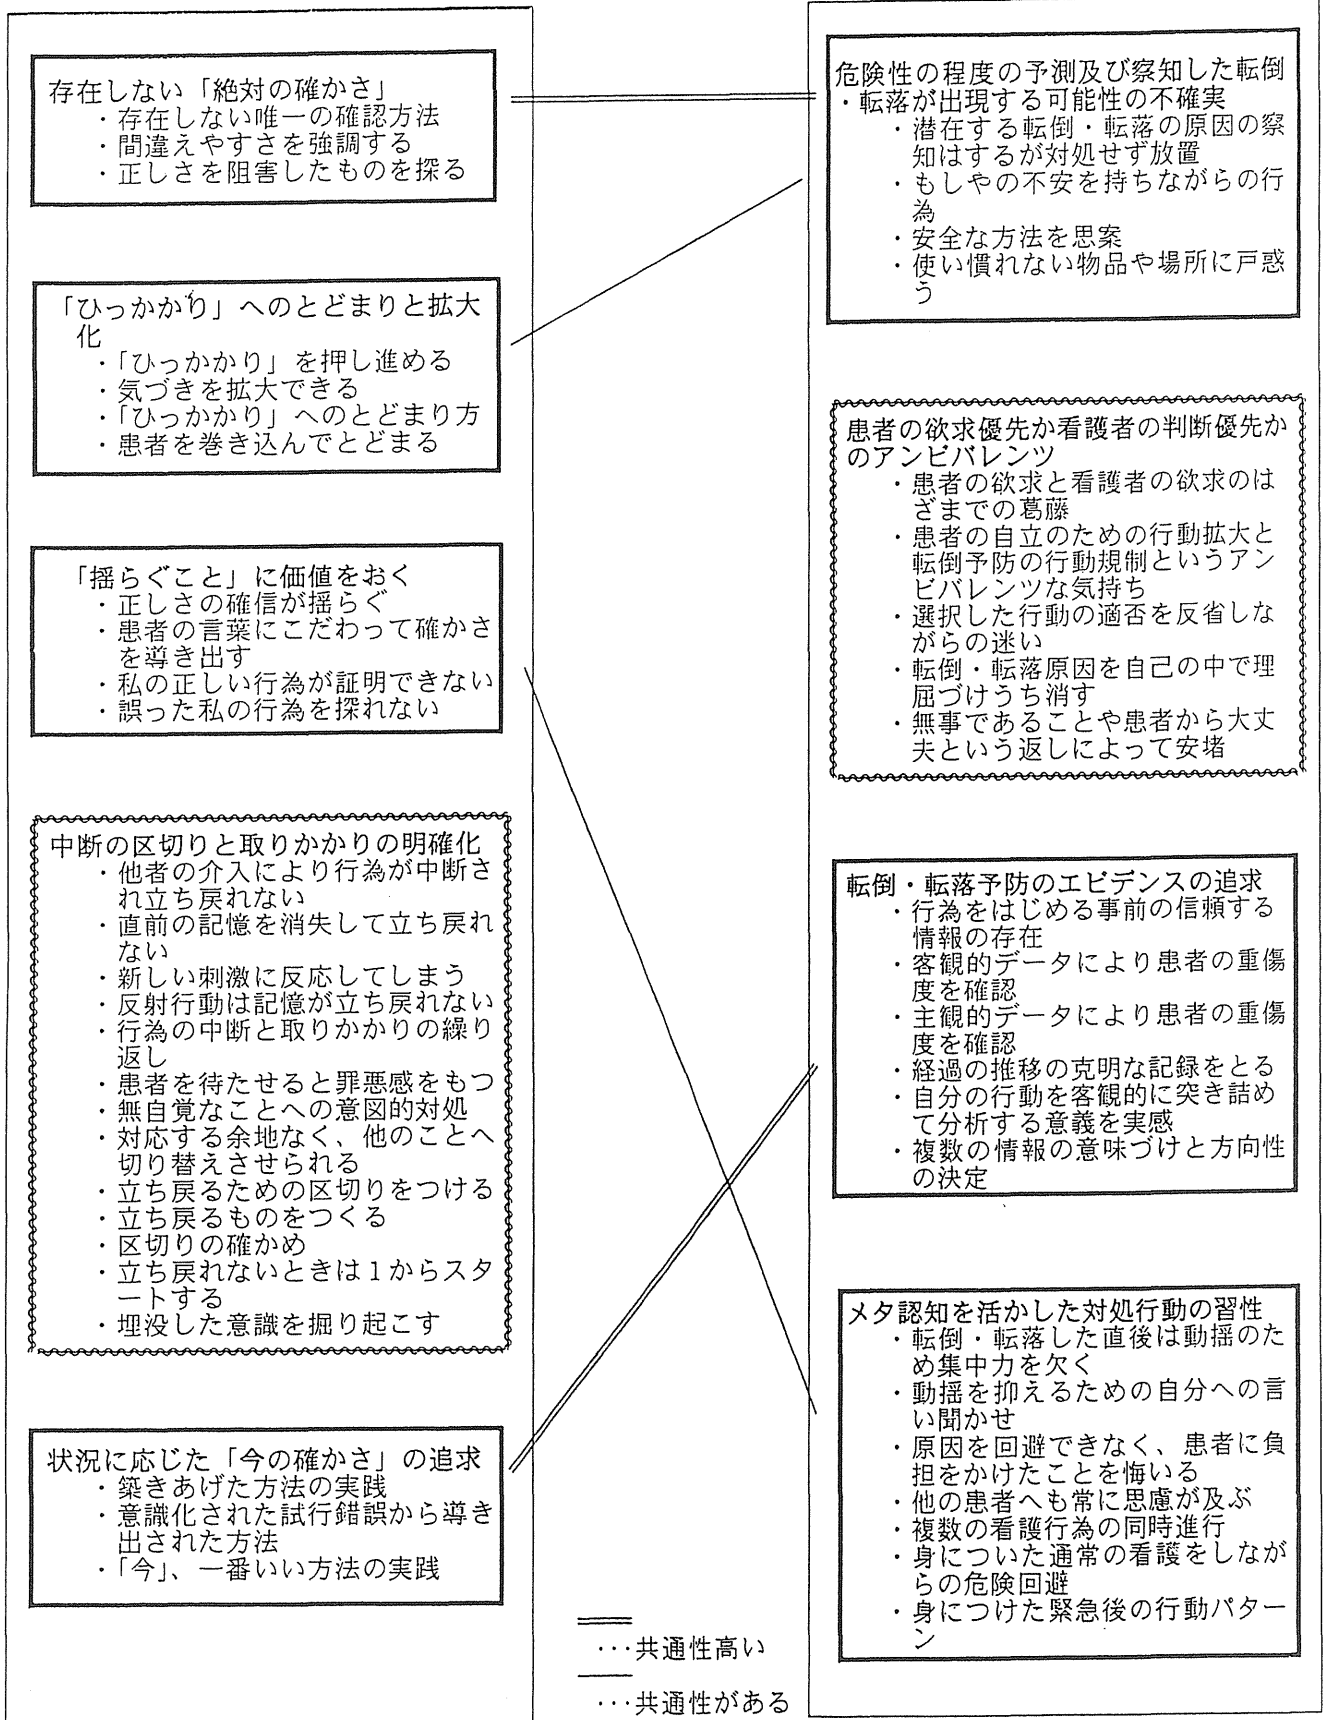 存在しない「絶対の確かさ」
・存在しない唯一の確認方法
・間違えやすさを強調する
・正しさを阻害したものを探る
「ひっかかり」へのとどまりと拡大
化
・「ひっかかり」を押し進める
・気づきを拡大できる
・「ひっかかり」へのとどまり方
・患者を巻き込んでとどまる
「揺らぐこと」に価値をおく
・正しさの確信が揺らぐ
・患者の言葉にこだわって確かさ
を導き出す
・私の正しい行為が証明できない
・誤った私の行為を探れない
中断の区切りと取りかかりの明確化
・他者の介入により行為が中断さ
れ立ち戻れない
・直前の記憶を消失して立ち戻れ
ない
・新しい刺激に反応してしまう
・反射行動は記憶が立ち戻れない
・行為の中断と取りかかりの繰り
返し
・患者を待たせると罪悪感をもつ
・無自覚なことへの意図的対処
・対応する余地なく、他のことへ
切り替えさせられる
・立ち戻るための区切りをつける
・立ち戻るものをつくる
・区切りの確かめ
・立ち戻れないときは1からスタ
ートする
・埋没した意識を掘り起こす
状況に応じた「今の確かさ」の追求
・築きあげた方法の実践
・意識化された試行錯誤から導き
出された方法
・「今」、一番いい方法の実践
危険性の程度の予測及び察知した転倒
・転落が出現する可能性の不確実
・潜在する転倒・転落の原因の察
知はするが対処せず放置
・もしやの不安を持ちながらの行
為
・安全な方法を思案
・使い慣れない物品や場所に戸惑
う
患者の欲求優先か看護者の判断優先か
のアンビバレンツ
・患者の欲求と看護者の欲求のは
ざまでの葛藤
・患者の自立のための行動拡大と
転倒予防の行動規制というアン
ビバレンツな気持ち
・選択した行動の適否を反省しな
がらの迷い
・転倒・転落原因を自己の中で理
屈づけうち消す
・無事であることや患者から大丈
夫という返しによって安堵
転倒・転落予防のエビデンスの追求
・行為をはじめる事前の信頼する
情報の存在
・客観的データにより患者の重傷
度を確認
・主観的データにより患者の重傷
度を確認
・経過の推移の克明な記録をとる
・自分の行動を客観的に突き詰め
て分析する意義を実感
・複数の情報の意味づけと方向性
の決定
メタ認知を活かした対処行動の習性
・転倒・転落した直後は動揺のた
め集中力を欠く
・動揺を抑えるための自分への言
い聞かせ
・原因を回避できなく、患者に負
担をかけたことを悔いる
・他の患者へも常に思慮が及ぶ
・複数の看護行為の同時進行
・身についた通常の看護をしなが
らの危険回避
・身につけた緊急後の行動パター
ン
・・・共通性高い
・・・共通性がある